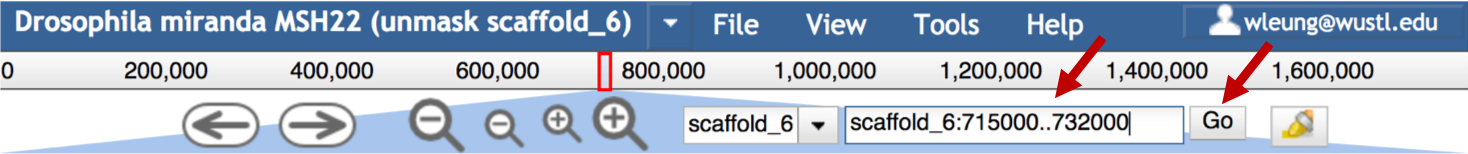 Drosophila miranda MSH22 (unmask scaffold_6) File View Tools Help wleung@wustl.edu
0 200,000 400,000 600,000 800,000 1,000,000 1,200,000 1,400,000 1,600,000
scaffold_6 scaffold_6:715000..732000 Go